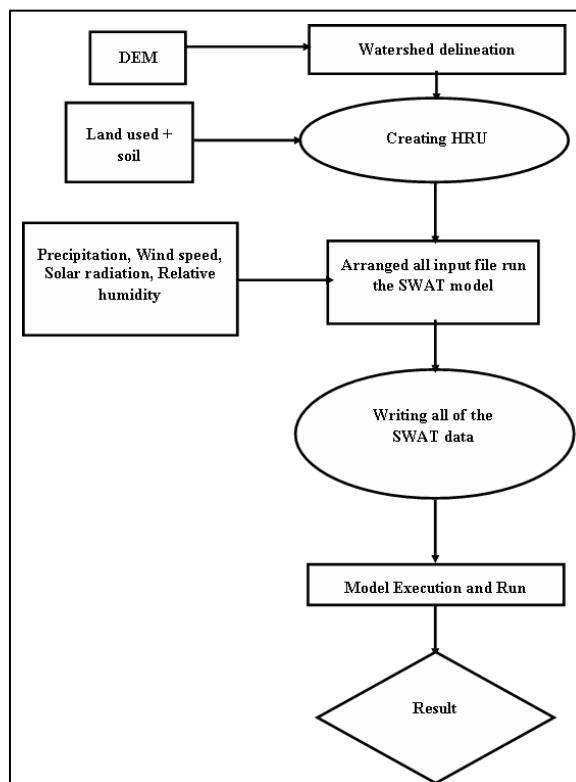 DEM
Watershed delineation
Land used +
soil
Creating HRU
Precipitation, Wind speed,
Solar radiation, Relative
humidity
Arranged all input file run
the SWAT model
Writing all of the
SWAT data
Model Execution and Run
Result